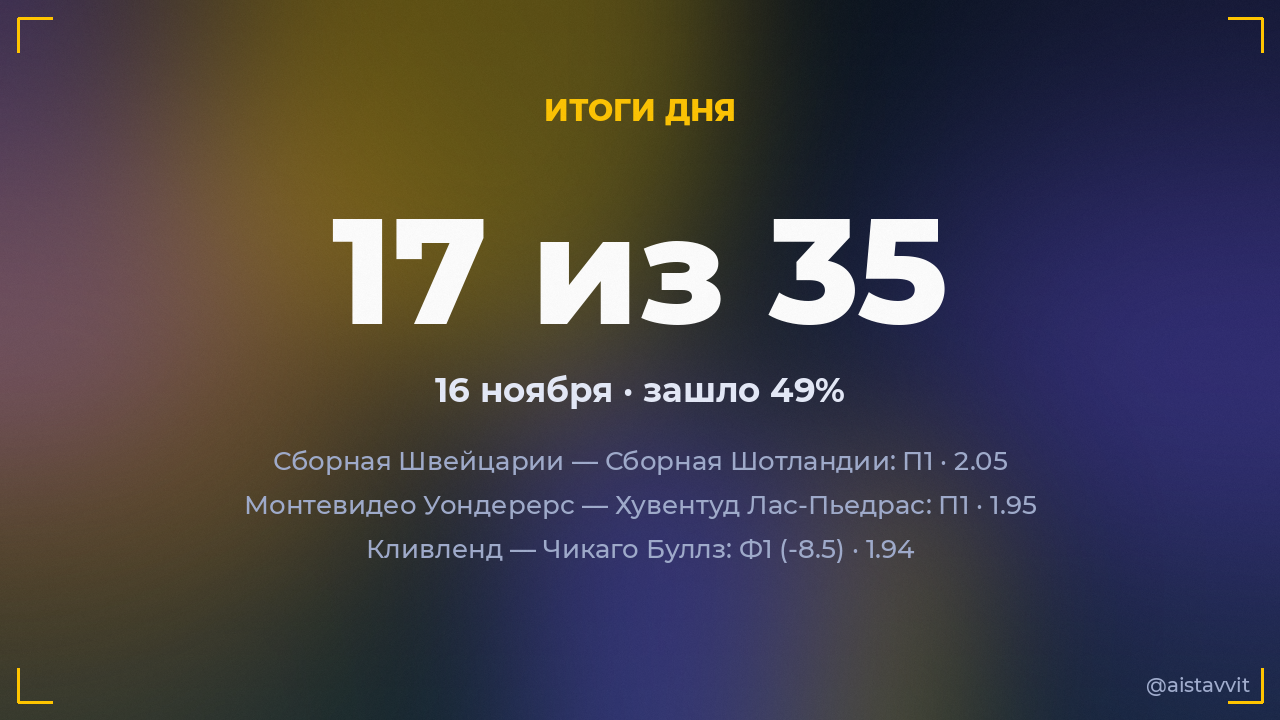 ИТОГИ ДНЯ
17 из 35
16 ноября · зашло 49%
Сборная Швейцарии — Сборная Шотландии: П1 · 2.05
Монтевидео Уондерерс — Хувентуд Лас-Пьедрас: П1 · 1.95
Кливленд — Чикаго Буллз: Ф1 (-8.5) · 1.94
@aistavvit